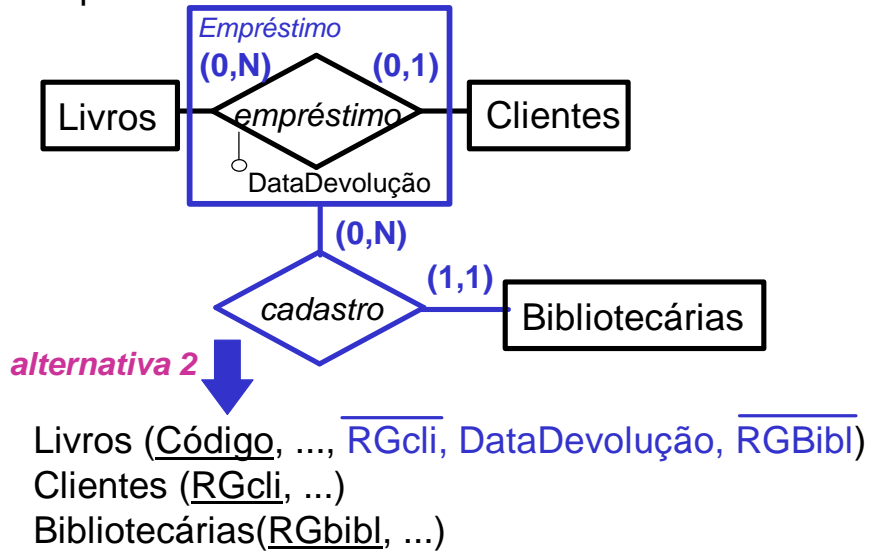 Empréstimo
(0,N) (0,1)
Livros empréstimo Clientes
DataDevolução
(0,N)
(1,1)
cadastro Bibliotecárias
alternativa 2
Livros (Código, ..., RGcli, DataDevolução, RGBibl)
Clientes (RGcli, ...)
Bibliotecárias(RGbibl, ...)